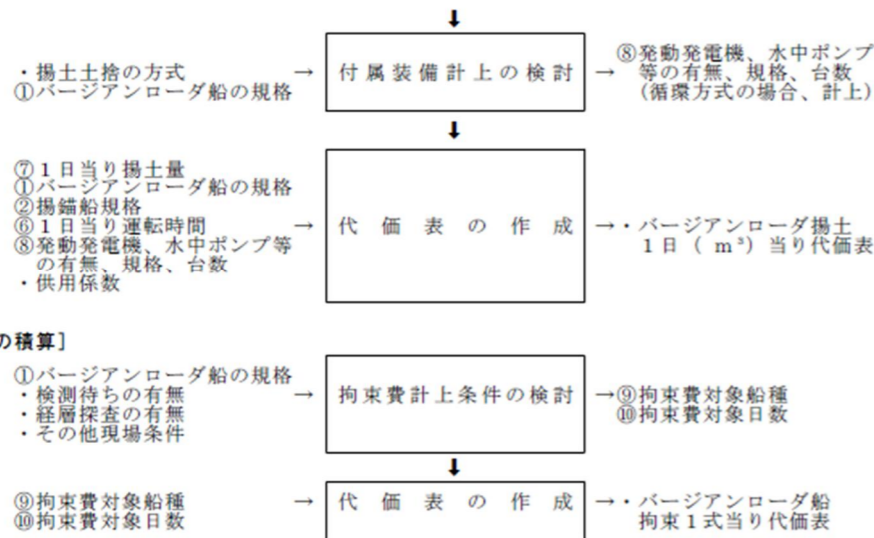 ・揚土土捨の方式
①バージアンローダ船の規格
→
付属装備計上の検討
→
⑧発動発電機、水中ポンプ
等の有無、規格、台数
(循環方式の場合、計上)
⑦1日当り揚土量
①バージアンローダ船の規格
②揚錨船規格
⑥1日当り運転時間
⑧発動発電機、水中ポンプ等
の有無、規格、台数
・供用係数
→
代価表の作成
→・バージアンローダ揚土
1日( m³)当り代価表
の積算]
①バージアンローダ船の規格
・検測待ちの有無
・経層探査の有無
・その他現場条件
→
拘束費計上条件の検討
→⑨拘束費対象船種
⑩拘束費対象日数
⑨拘束費対象船種
⑩拘束費対象日数
→
代価表の作成
→・バージアンローダ船
拘束1式当り代価表